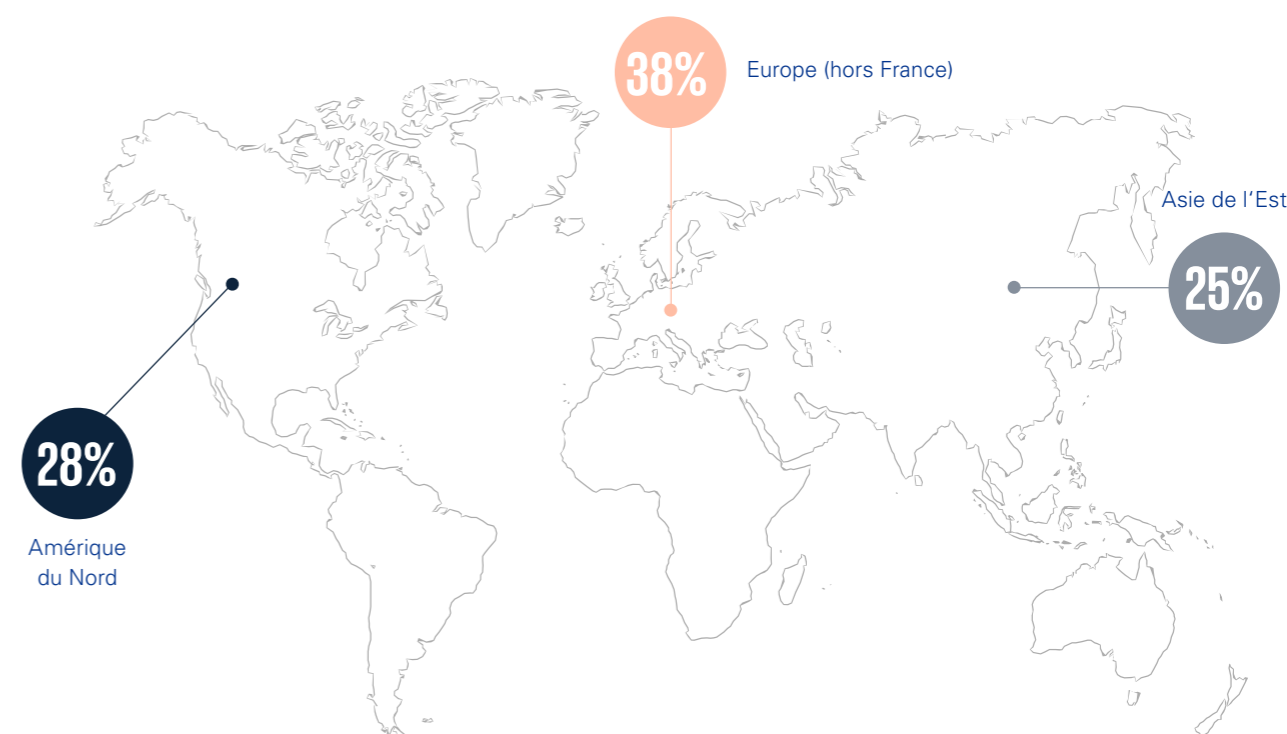 38%
Europe (hors France)
Asie de l'Est
25%
28%
Amérique
du Nord